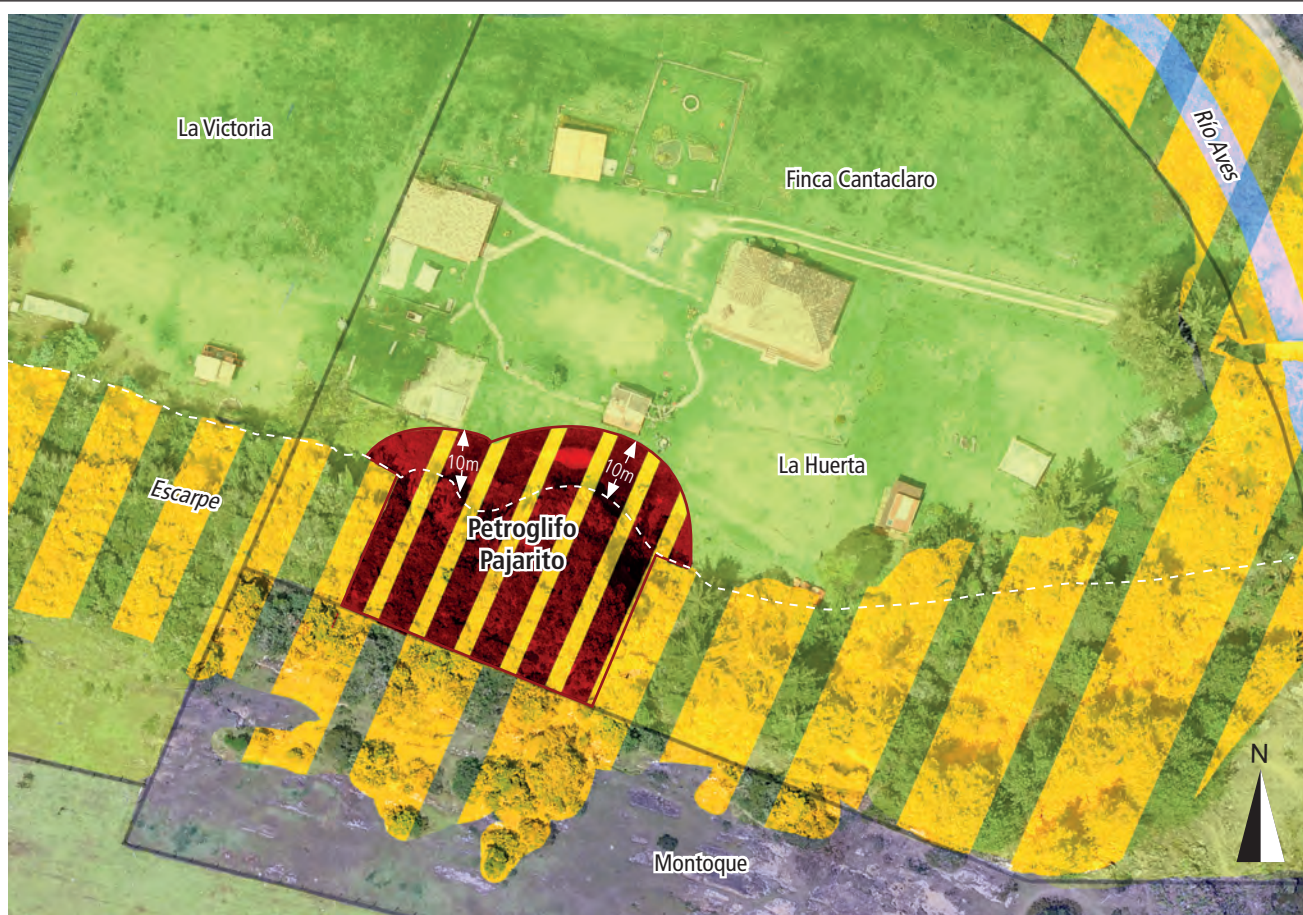 La Victoria
Río Aves
Finca Cantaclaro
10m
10m
La Huerta
Escarpe
Petroglifo
Pajarito
N
Montoque